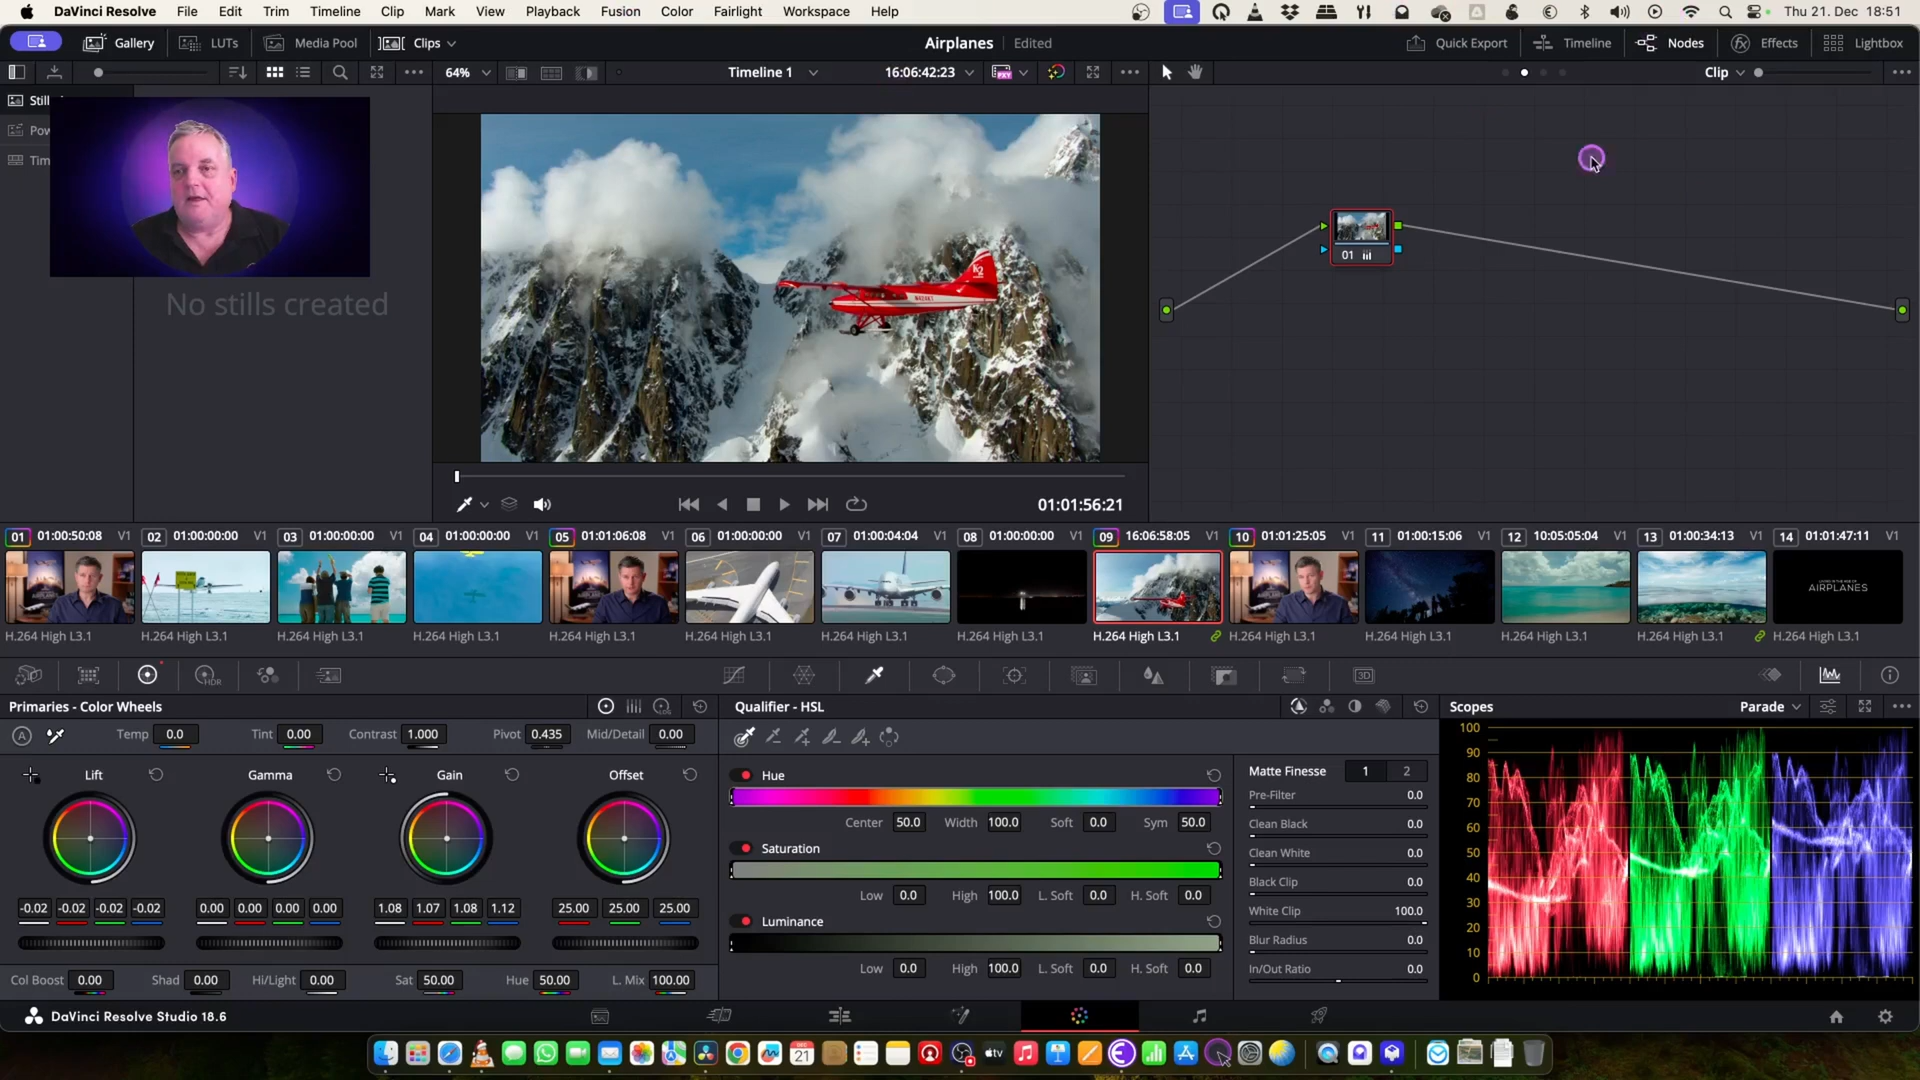 DaVinci Resolve File Edit Trim Timeline Clip Mark View Playback Fusion Color Fairlight Workspace Help Thu 21. Dec 18:51
Gallery LUTs Media Pool Clips Airplanes Edited Quick Export Timeline Nodes Effects Lightbox
64% Timeline 1 16:06:42:23 Clip
Still
Pow
Tim
No stills created
K2
01
01:01:56:21
01 01:00:50:08 V1 02 01:00:00:00 V1 03 01:00:00:00 V1 04 01:00:00:00 V1 05 01:01:06:08 V1 06 01:00:00:00 V1 07 01:00:04:04 V1 08 01:00:00:00 V1 09 16:06:58:05 V1 10 01:01:25:05 V1 11 01:00:15:06 V1 12 10:05:05:04 V1 13 01:00:34:13 V1 14 01:01:47:11 V1
AIRPLANES
H.264 High L3.1 H.264 High L3.1 H.264 High L3.1 H.264 High L3.1 H.264 High L3.1 H.264 High L3.1 H.264 High L3.1 H.264 High L3.1 H.264 High L3.1 H.264 High L3.1 H.264 High L3.1 H.264 High L3.1 H.264 High L3.1 H.264 High L3.1
HDR 3D
Primaries - Color Wheels LOG Qualifier - HSL Scopes Parade
A Temp 0.0 Tint 0.00 Contrast 1.000 Pivot 0.435 Mid/Detail 0.00
Lift Gamma Gain Offset
-0.02 -0.02 -0.02 -0.02 0.00 0.00 0.00 0.00 1.08 1.07 1.08 1.12 25.00 25.00 25.00
Col Boost 0.00 Shad 0.00 Hi/Light 0.00 Sat 50.00 Hue 50.00 L. Mix 100.00
Hue
Center 50.0 Width 100.0 Soft 0.0 Sym 50.0
Saturation
Low 0.0 High 100.0 L. Soft 0.0 H. Soft 0.0
Luminance
Low 0.0 High 100.0 L. Soft 0.0 H. Soft 0.0
Matte Finesse 1 2
Pre-Filter 0.0
Clean Black 0.0
Clean White 0.0
Black Clip 0.0
White Clip 100.0
Blur Radius 0.0
In/Out Ratio 0.0
100
90
80
70
60
50
40
30
20
10
0
DaVinci Resolve Studio 18.6
DEC 21 tv